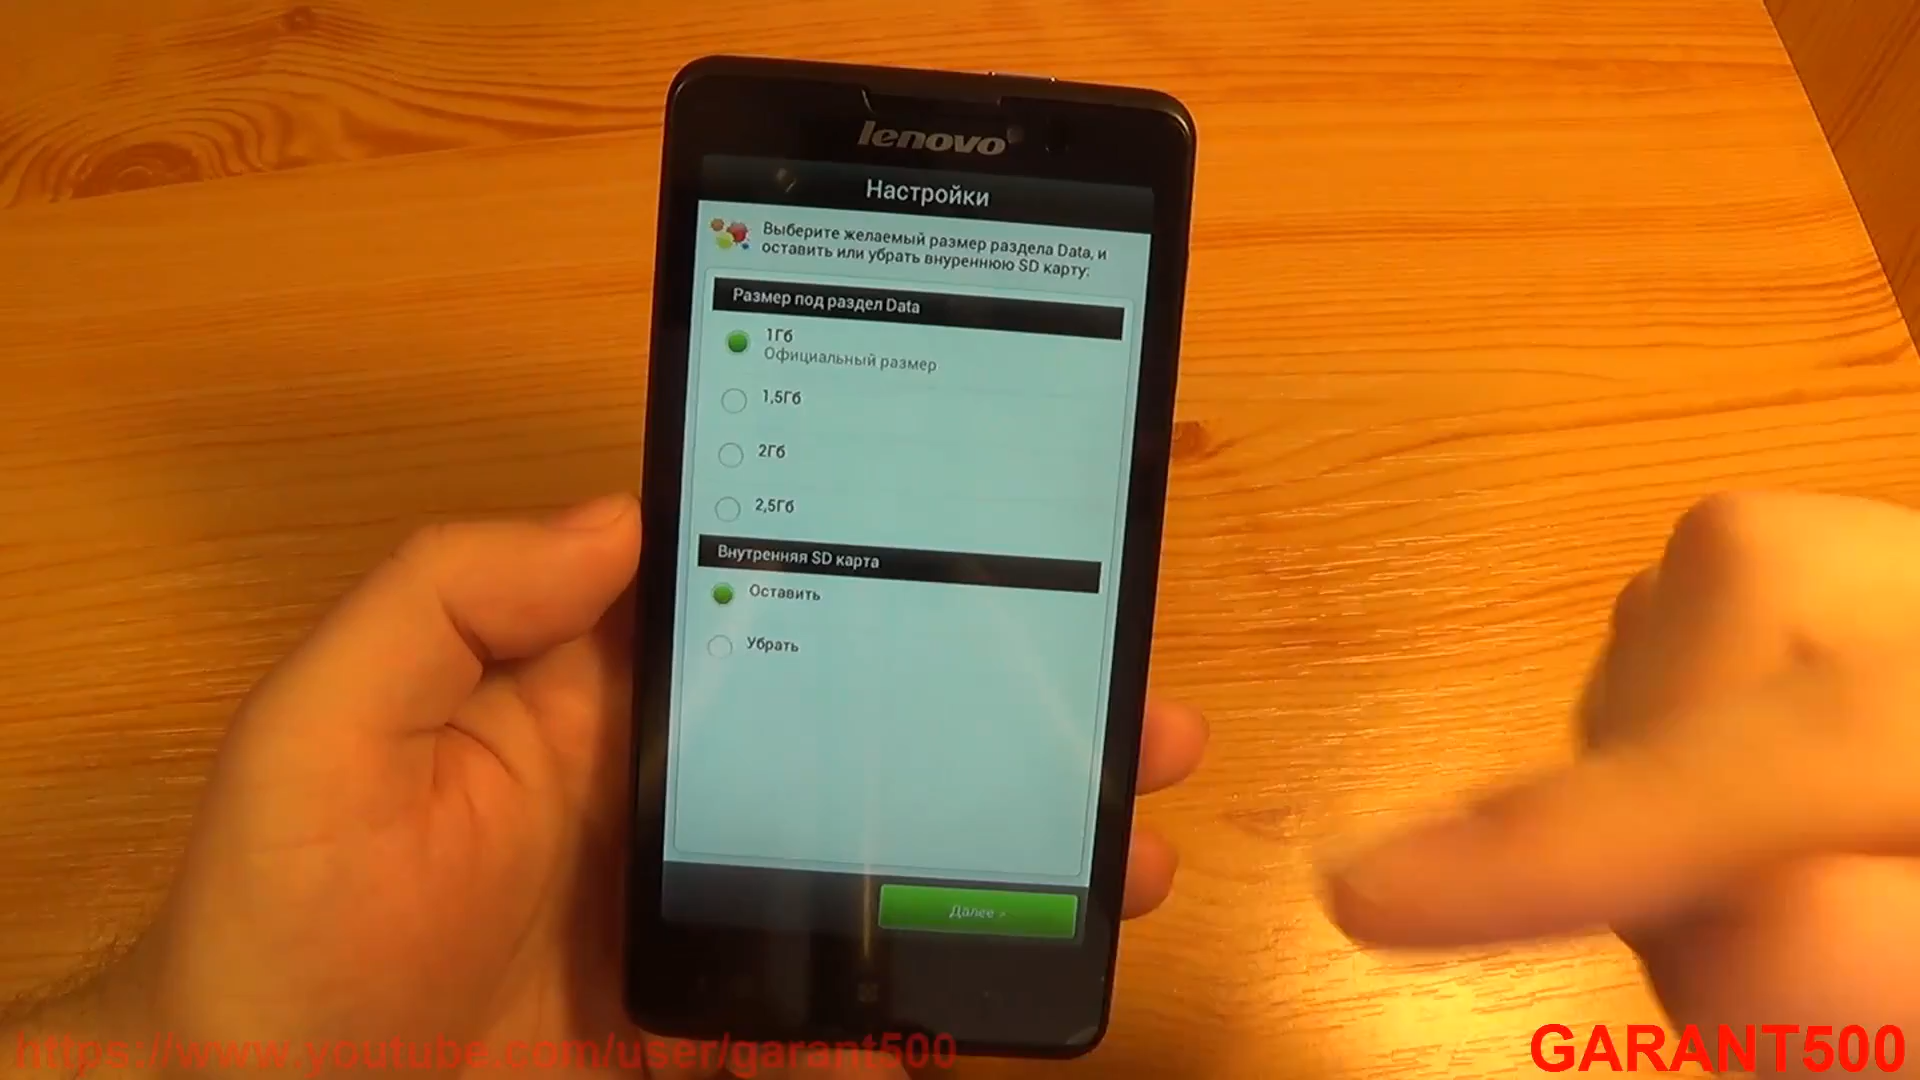 lenovo
Настройки
Выберите желаемый размер раздела Data, и
оставить или убрать внуреннюю SD карту:
Размер под раздел Data
1Гб
Официальный размер
1,5Гб
2Гб
2,5Гб
Внутренняя SD карта
Оставить
Убрать
Далее >
https://www.youtube.com/user/garant500
GARANT500